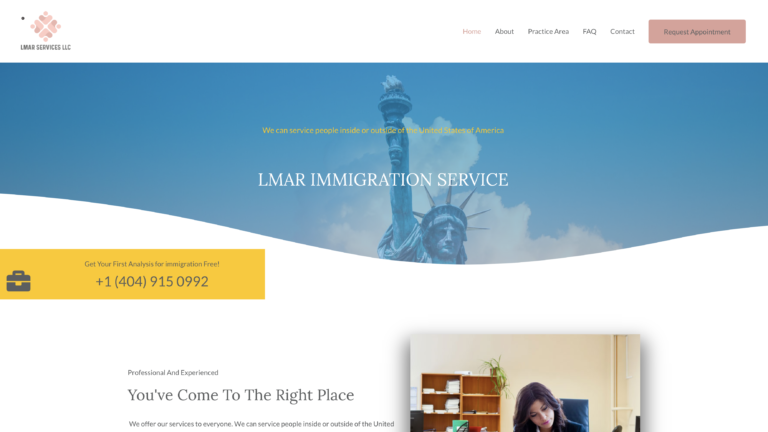 LMAR SERVICES LLC
Home
About
Practice Area
FAQ
Contact
Request Appointment
We can service people inside or outside of the United States of America
LMAR IMMIGRATION SERVICE
Get Your First Analysis for immigration Free!
+1 (404) 915 0992
Professional And Experienced
You've Come To The Right Place
We offer our services to everyone. We can service people inside or outside of the United